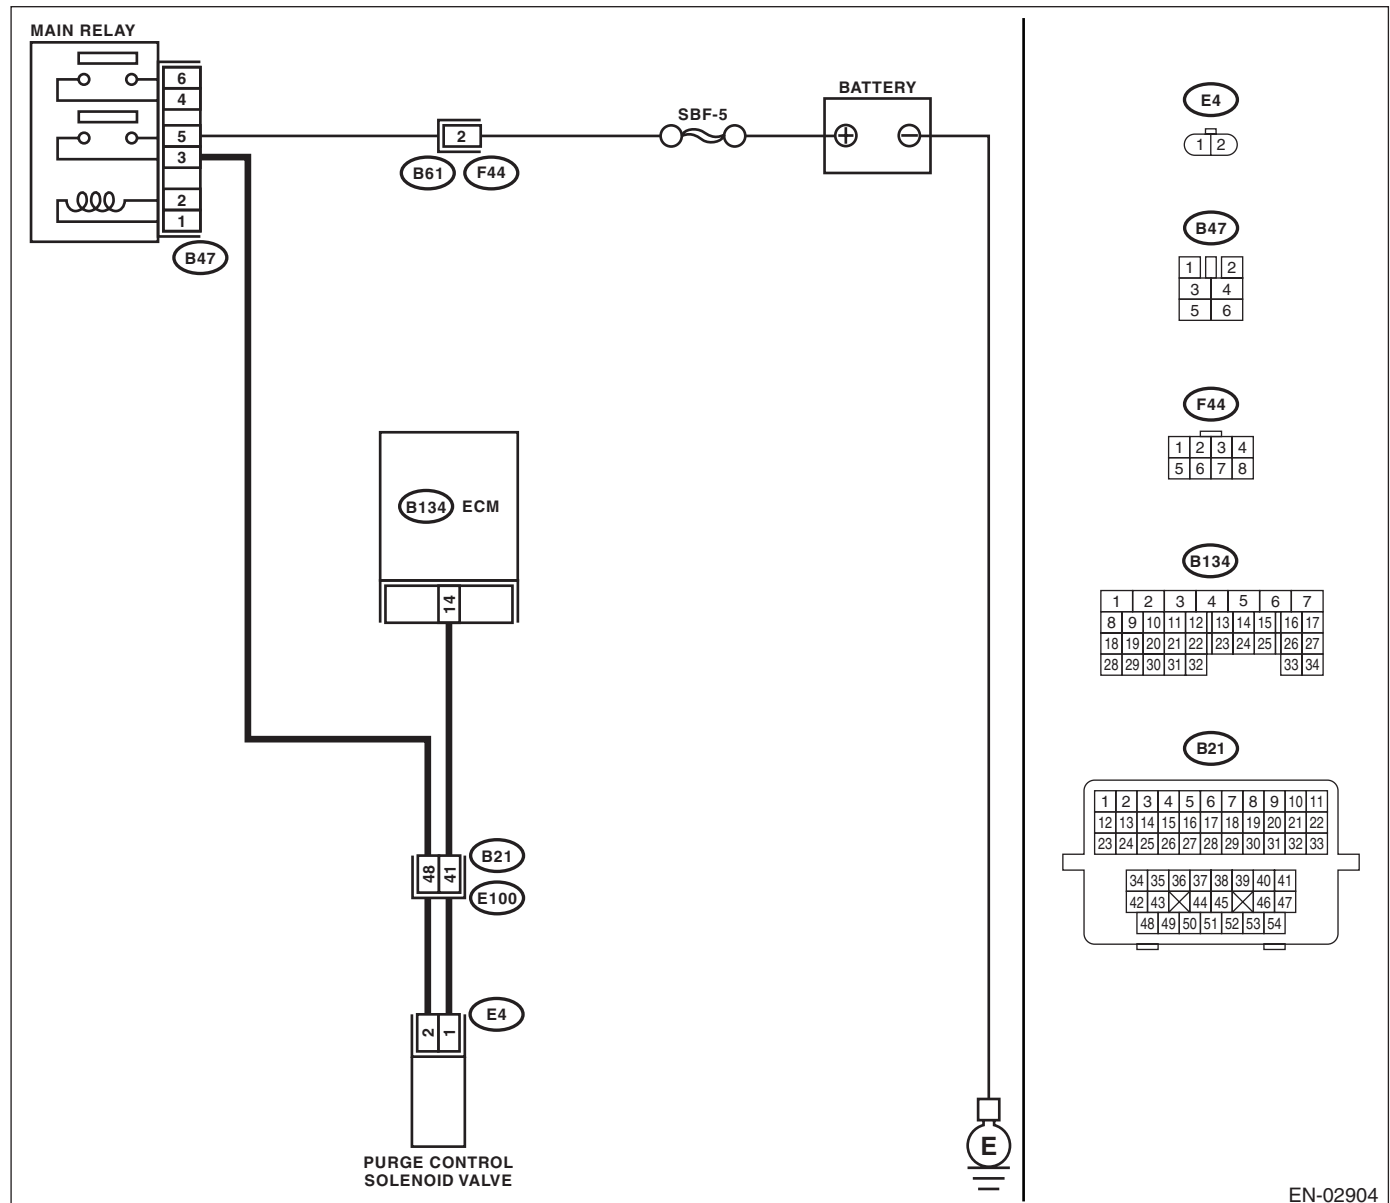 MAIN RELAY
6
4
5
3
2
1
B47
2
B61 F44
SBF-5
BATTERY
+ −
B134 ECM
14
48 41
B21
E100
2 1
E4
PURGE CONTROL
SOLENOID VALVE
E
E4
1 2
B47
1 2
3 4
5 6
F44
1 2 3 4
5 6 7 8
B134
1 2 3 4 5 6 7
8 9 10 11 12 13 14 15 16 17
18 19 20 21 22 23 24 25 26 27
28 29 30 31 32 33 34
B21
1 2 3 4 5 6 7 8 9 10 11
12 13 14 15 16 17 18 19 20 21 22
23 24 25 26 27 28 29 30 31 32 33
34 35 36 37 38 39 40 41
42 43 44 45 46 47
48 49 50 51 52 53 54
EN-02904